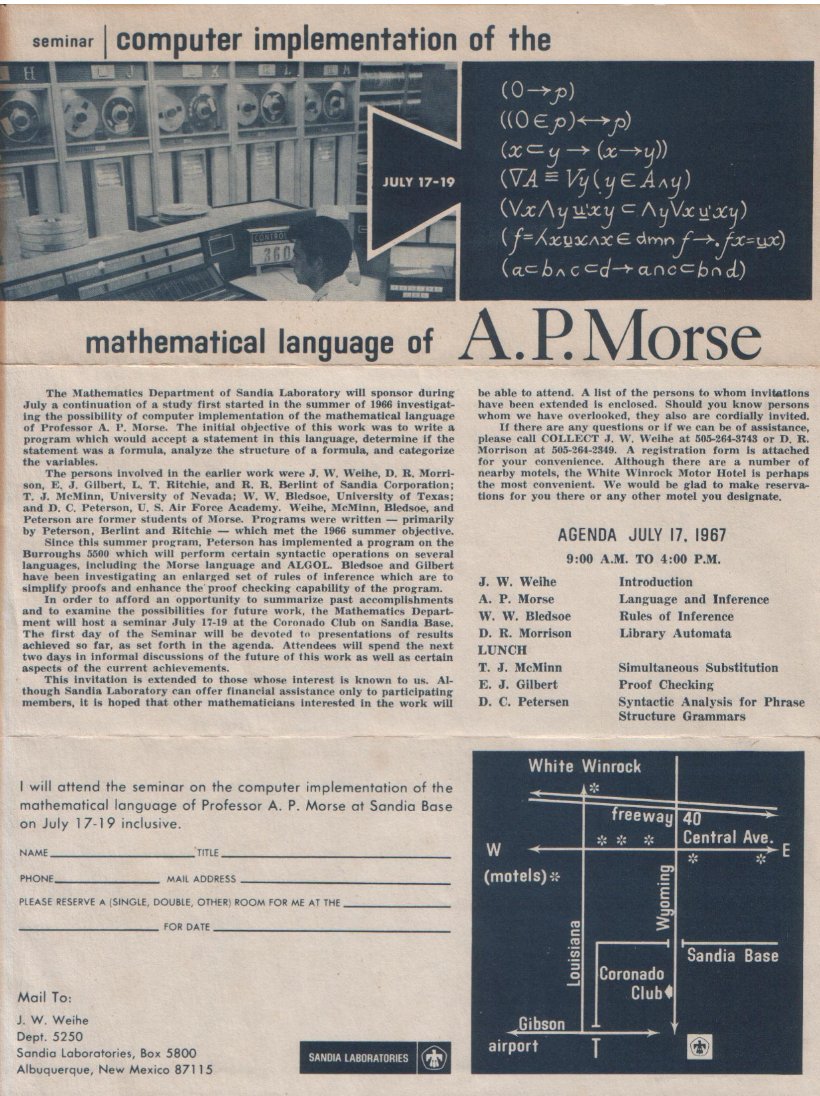 seminar | computer implementation of the
H J K L M
CONTROL
360
JULY 17-19
(0→p)
((0∈p)↔p)
(x⊂y→(x→y))
(∇A≡Vy(y∈A∧y)
(Vx∧yu̲'xy⊂∧yVxu̲'xy)
(f=λxu̲x∧x∈dmn f→.fx=u̲x)
(a⊂b∧c⊂d→a∩c⊂b∩d)
mathematical language of A.P.Morse
The Mathematics Department of Sandia Laboratory will sponsor during
July a continuation of a study first started in the summer of 1966 investigat-
ing the possibility of computer implementation of the mathematical language
of Professor A. P. Morse. The initial objective of this work was to write a
program which would accept a statement in this language, determine if the
statement was a formula, analyze the structure of a formula, and categorize
the variables.
The persons involved in the earlier work were J. W. Weihe, D. R. Morri-
son, E. J. Gilbert, L. T. Ritchie, and R. R. Berlint of Sandia Corporation;
T. J. McMinn, University of Nevada; W. W. Bledsoe, University of Texas;
and D. C. Peterson, U. S. Air Force Academy. Weihe, McMinn, Bledsoe, and
Peterson are former students of Morse. Programs were written — primarily
by Peterson, Berlint and Ritchie — which met the 1966 summer objective.
Since this summer program, Peterson has implemented a program on the
Burroughs 5500 which will perform certain syntactic operations on several
languages, including the Morse language and ALGOL. Bledsoe and Gilbert
have been investigating an enlarged set of rules of inference which are to
simplify proofs and enhance the proof checking capability of the program.
In order to afford an opportunity to summarize past accomplishments
and to examine the possibilities for future work, the Mathematics Depart-
ment will host a seminar July 17-19 at the Coronado Club on Sandia Base.
The first day of the Seminar will be devoted to presentations of results
achieved so far, as set forth in the agenda. Attendees will spend the next
two days in informal discussions of the future of this work as well as certain
aspects of the current achievements.
This invitation is extended to those whose interest is known to us. Al-
though Sandia Laboratory can offer financial assistance only to participating
members, it is hoped that other mathematicians interested in the work will
be able to attend. A list of the persons to whom invitations
have been extended is enclosed. Should you know persons
whom we have overlooked, they also are cordially invited.
If there are any questions or if we can be of assistance,
please call COLLECT J. W. Weihe at 505-264-3743 or D. R.
Morrison at 505-264-2349. A registration form is attached
for your convenience. Although there are a number of
nearby motels, the White Winrock Motor Hotel is perhaps
the most convenient. We would be glad to make reserva-
tions for you there or any other motel you designate.
AGENDA JULY 17, 1967
9:00 A.M. TO 4:00 P.M.
J. W. Weihe Introduction
A. P. Morse Language and Inference
W. W. Bledsoe Rules of Inference
D. R. Morrison Library Automata
LUNCH
T. J. McMinn Simultaneous Substitution
E. J. Gilbert Proof Checking
D. C. Petersen Syntactic Analysis for Phrase
Structure Grammars
I will attend the seminar on the computer implementation of the
mathematical language of Professor A. P. Morse at Sandia Base
on July 17-19 inclusive.
NAME TITLE
PHONE MAIL ADDRESS
PLEASE RESERVE A (SINGLE, DOUBLE, OTHER) ROOM FOR ME AT THE
FOR DATE
Mail To:
J. W. Weihe
Dept. 5250
Sandia Laboratories, Box 5800
Albuquerque, New Mexico 87115
SANDIA LABORATORIES
White Winrock
freeway 40
Central Ave.
W E
(motels)*
Wyoming
Louisiana
Sandia Base
Coronado
Club
Gibson
airport